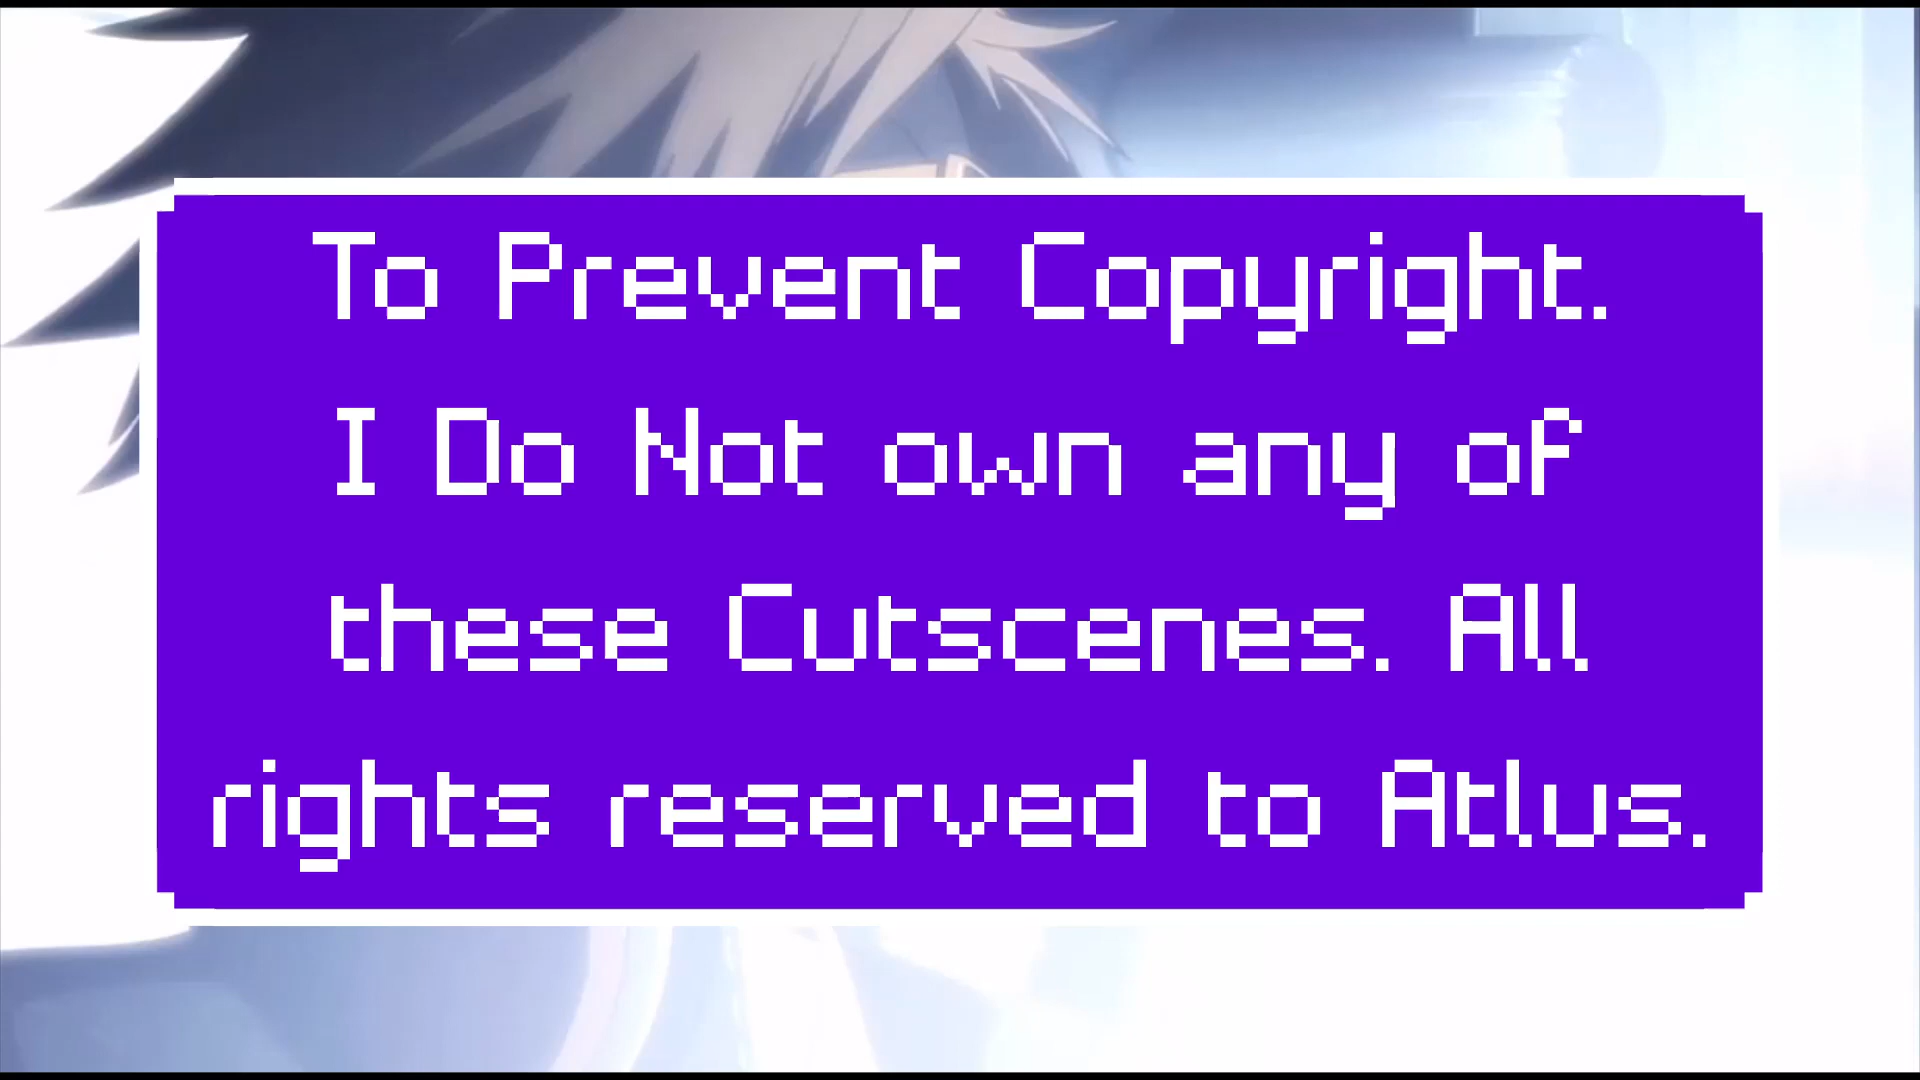 To Prevent Copyright.
I Do Not own any of
these Cutscenes. All
rights reserved to Atlus.